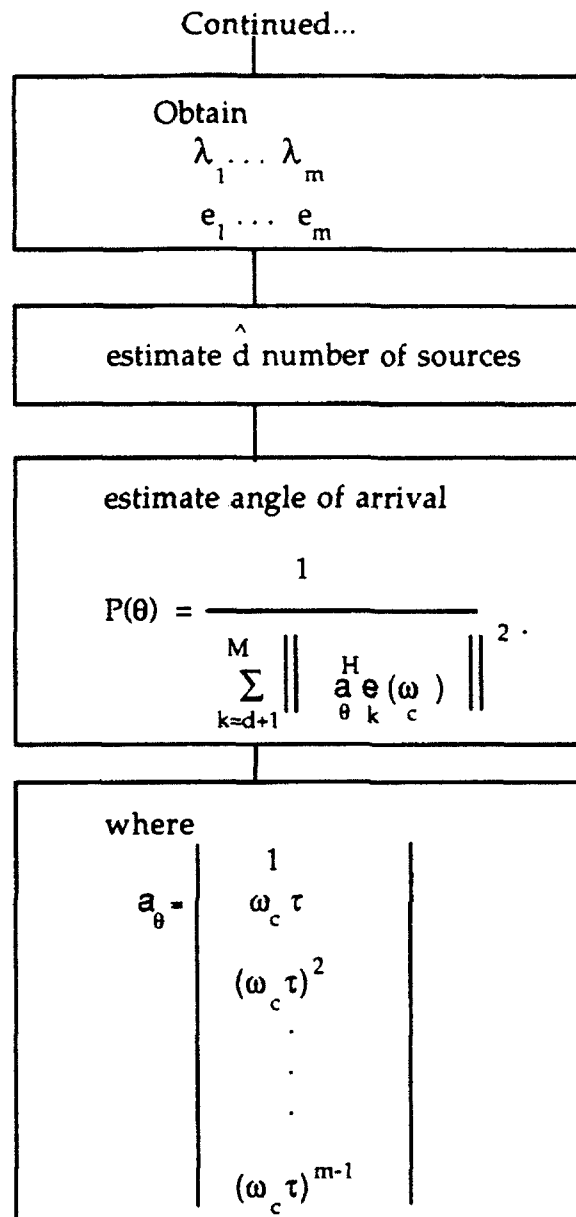 Continued...
Obtain
λ₁ ... λₘ
e₁ ... eₘ
estimate d̂ number of sources
estimate angle of arrival
P(θ) = 1 / ∑_{k=d+1}^{M} ‖ a_θ^H e_k (ω_c) ‖² .
where
a_θ =
1
ω_c τ
(ω_c τ)²
.
.
.
(ω_c τ)^{m-1}